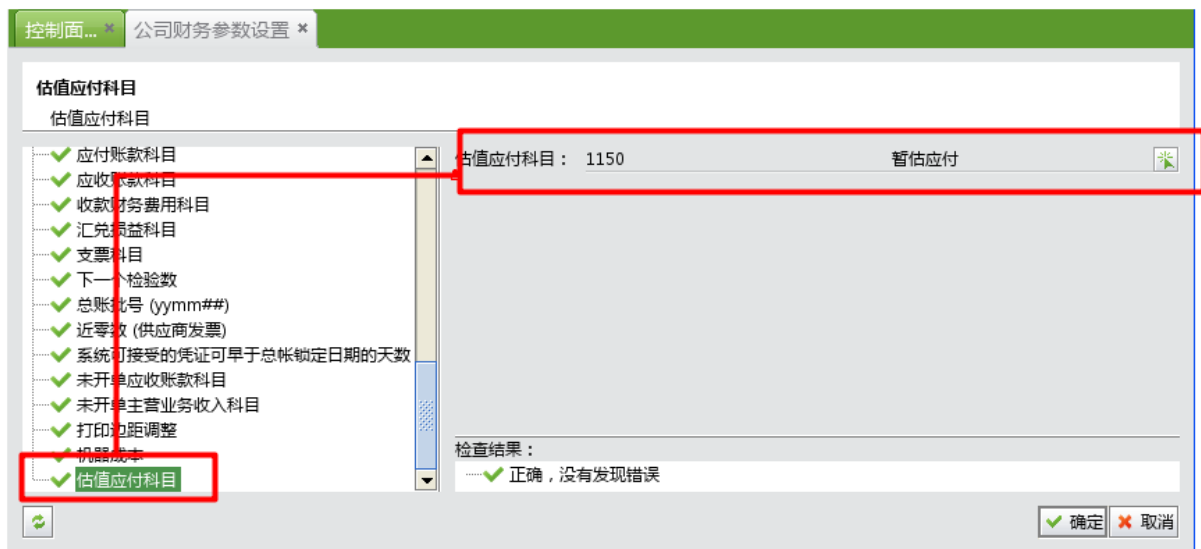 控制面... 公司财务参数设置
估值应付科目
估值应付科目
应付账款科目
应收账款科目
收款财务费用科目
汇兑损益科目
支票科目
下一个检验数
总账批号 (yymm##)
近零数 (供应商发票)
系统可接受的凭证可早于总帐锁定日期的天数
未开单应收账款科目
未开单主营业务收入科目
打印边距调整
机器成本
估值应付科目
估值应付科目： 1150 暂估应付
检查结果：
正确，没有发现错误
确定 取消